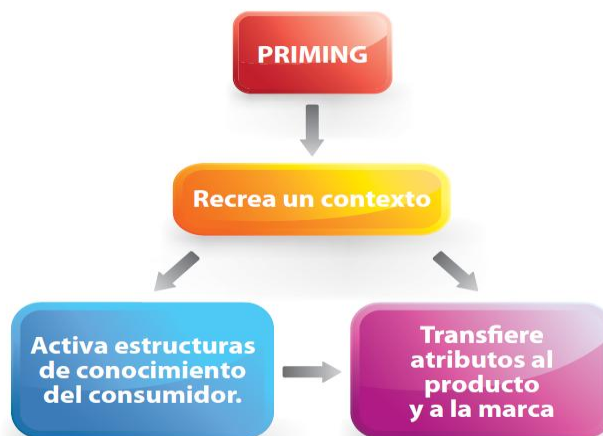 PRIMING
Recrea un contexto
Activa estructuras
de conocimiento
del consumidor.
Transfiere
atributos al
producto
y a la marca